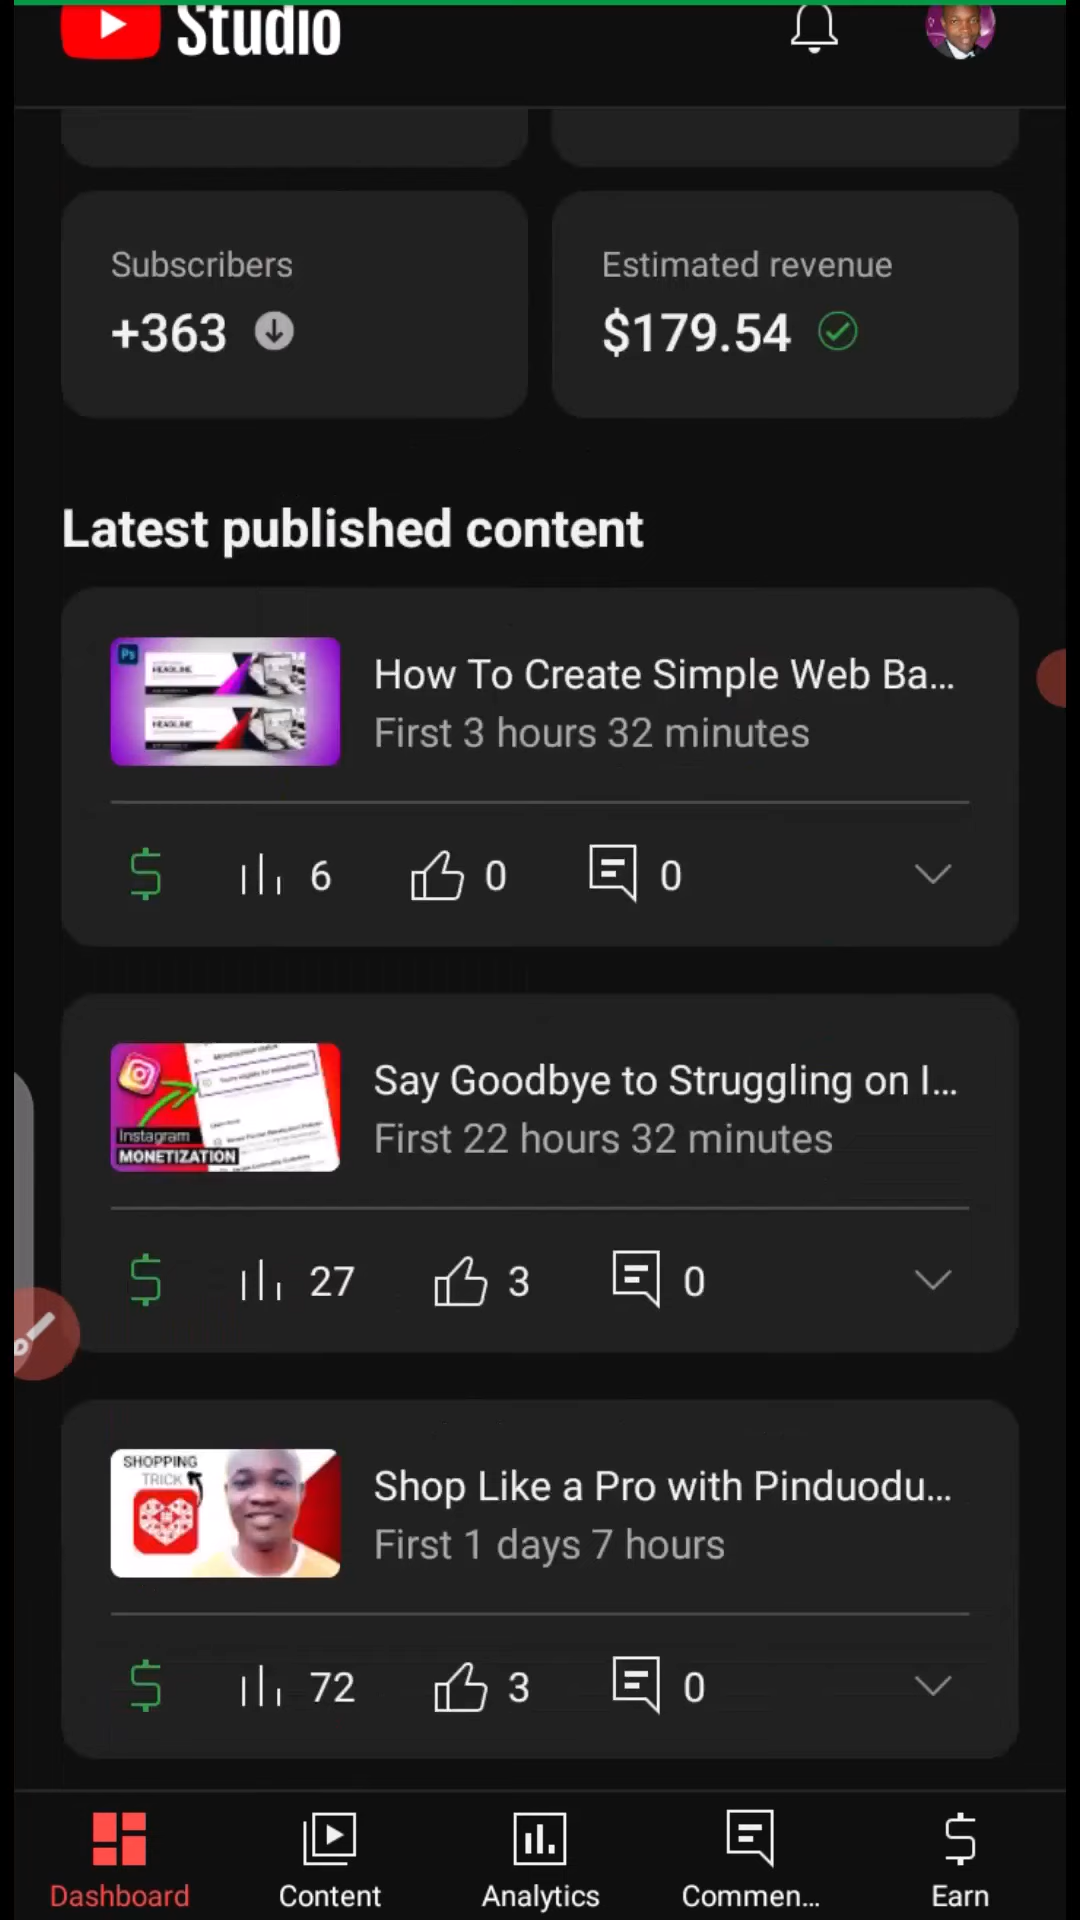 Studio
Subscribers
+363
Estimated revenue
$179.54
Latest published content
Ps
HEADLINE
HEADLINE
How To Create Simple Web Ba...
First 3 hours 32 minutes
6
0
0
Instagram
MONETIZATION
Say Goodbye to Struggling on I...
First 22 hours 32 minutes
27
3
0
SHOPPING
TRICK
Shop Like a Pro with Pinduodu...
First 1 days 7 hours
72
3
0
Dashboard
Content
Analytics
Commen...
Earn